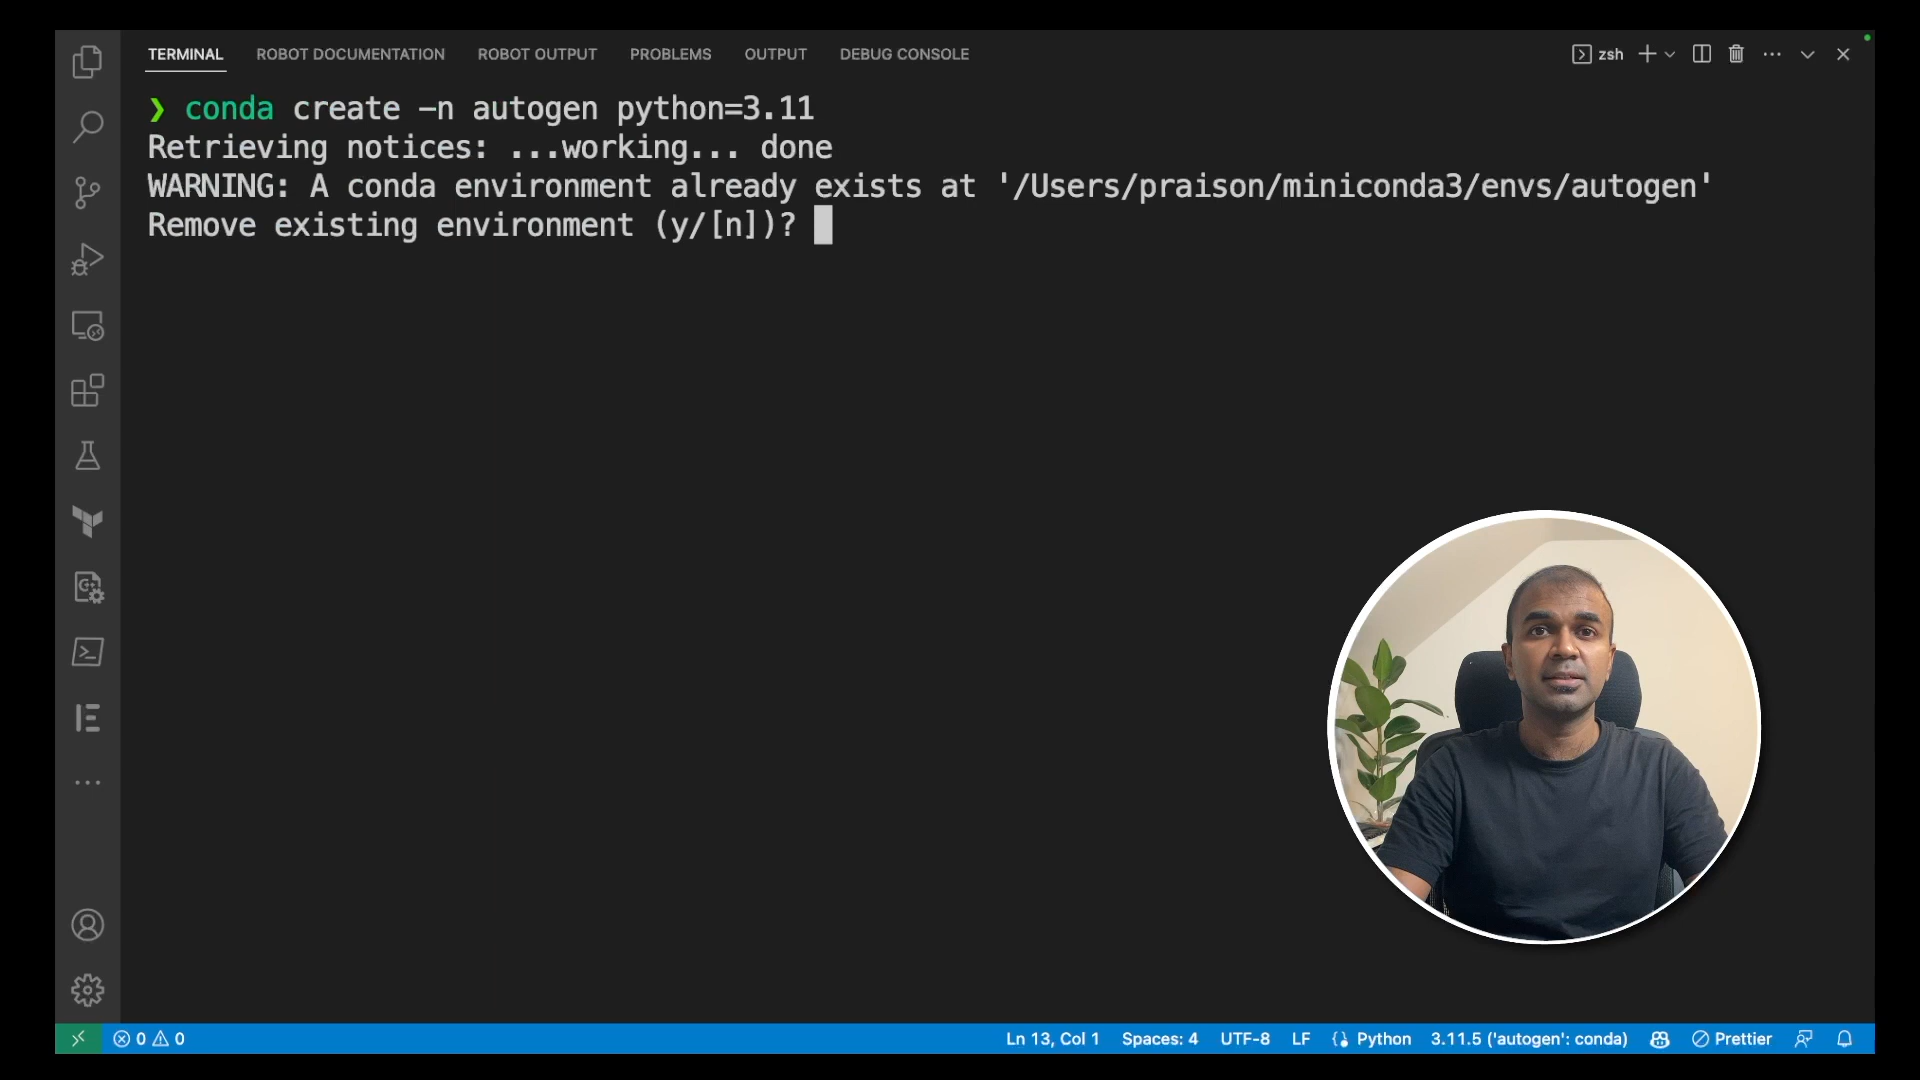 TERMINAL ROBOT DOCUMENTATION ROBOT OUTPUT PROBLEMS OUTPUT DEBUG CONSOLE zsh
❯ conda create -n autogen python=3.11
Retrieving notices: ...working... done
WARNING: A conda environment already exists at '/Users/praison/miniconda3/envs/autogen'
Remove existing environment (y/[n])?
0 0 Ln 13, Col 1 Spaces: 4 UTF-8 LF Python 3.11.5 ('autogen': conda) Prettier